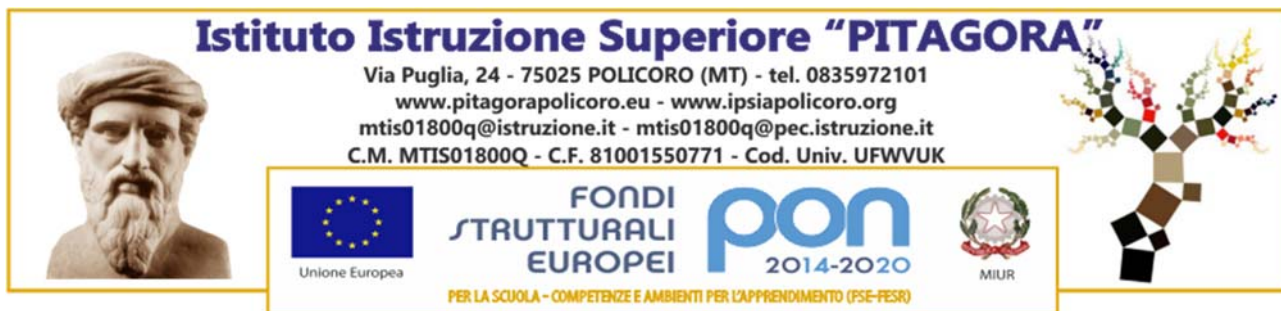 Istituto Istruzione Superiore “PITAGORA”
Via Puglia, 24 - 75025 POLICORO (MT) - tel. 0835972101
www.pitagorapolicoro.eu - www.ipsiapolicoro.org
mtis01800q@istruzione.it - mtis01800q@pec.istruzione.it
C.M. MTIS01800Q - C.F. 81001550771 - Cod. Univ. UFWVUK
Unione Europea
FONDI
STRUTTURALI
EUROPEI
pon
2014-2020
MIUR
PER LA SCUOLA - COMPETENZE E AMBIENTI PER L'APPRENDIMENTO (FSE-FESR)